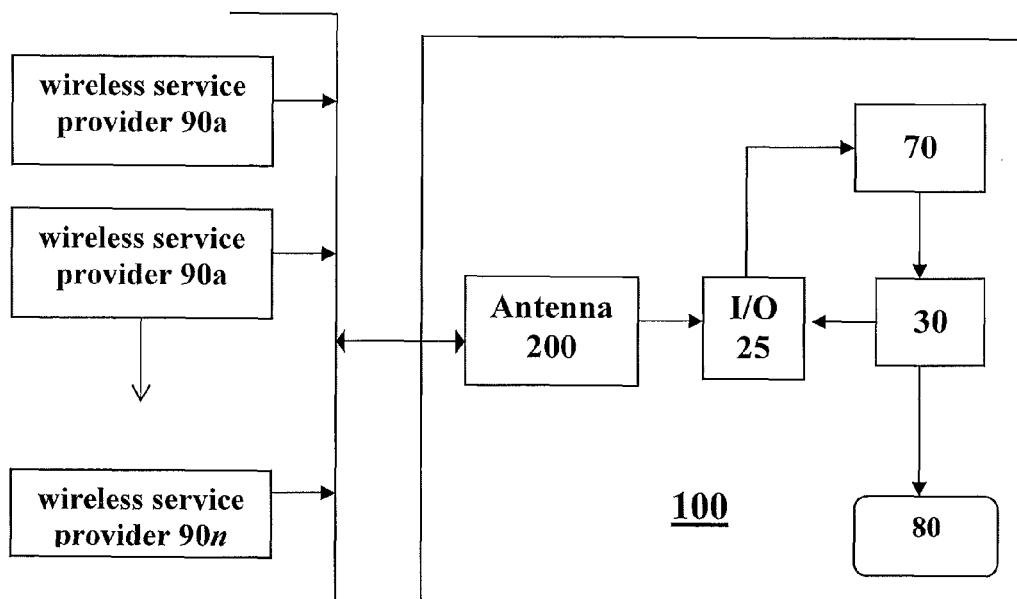 wireless service
provider 90a
wireless service
provider 90a
wireless service
provider 90n
Antenna
200
I/O
25
70
30
80
100